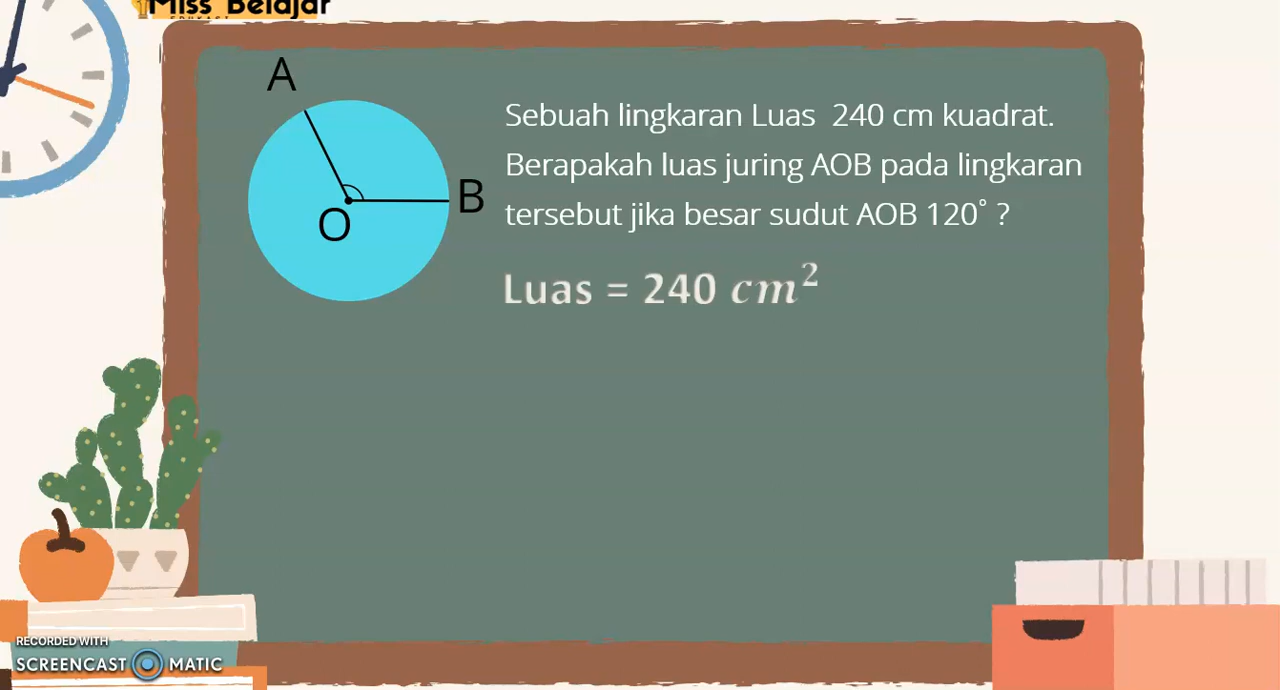 Miss Belajar
EDUKASI
A
B
O
Sebuah lingkaran Luas 240 cm kuadrat.
Berapakah luas juring AOB pada lingkaran
tersebut jika besar sudut AOB 120° ?
Luas = 240 cm²
RECORDED WITH
SCREENCAST MATIC